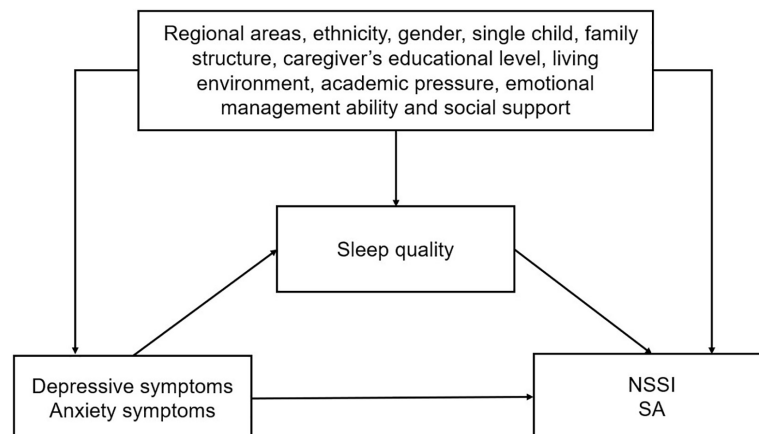 Regional areas, ethnicity, gender, single child, family
structure, caregiver's educational level, living
environment, academic pressure, emotional
management ability and social support
Sleep quality
Depressive symptoms
Anxiety symptoms
NSSI
SA